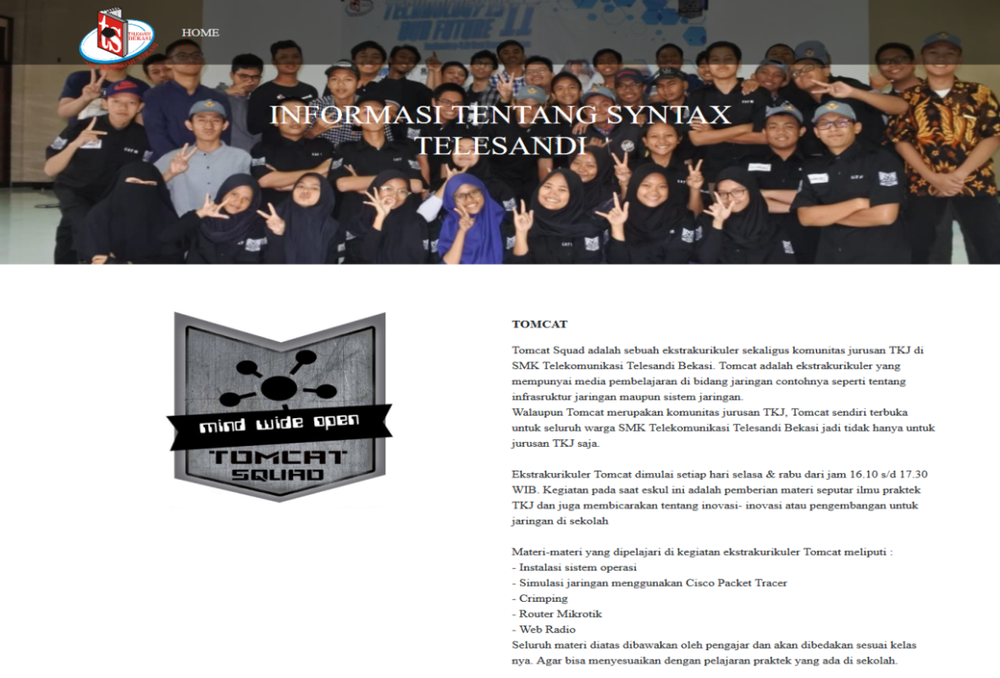 TECHNOLOGY IS
OUR FUTURE 11
TELESANDI
BEKASI
HOME
INFORMASI TENTANG SYNTAX
TELESANDI
mind wide open
TOMCAT
SQUAD
TOMCAT
Tomcat Squad adalah sebuah ekstrakurikuler sekaligus komunitas jurusan TKJ di
SMK Telekomunikasi Telesandi Bekasi. Tomcat adalah ekstrakurikuler yang
mempunyai media pembelajaran di bidang jaringan contohnya seperti tentang
infrasruktur jaringan maupun sistem jaringan.
Walaupun Tomcat merupakan komunitas jurusan TKJ, Tomcat sendiri terbuka
untuk seluruh warga SMK Telekomunikasi Telesandi Bekasi jadi tidak hanya untuk
jurusan TKJ saja.
Ekstrakurikuler Tomcat dimulai setiap hari selasa & rabu dari jam 16.10 s/d 17.30
WIB. Kegiatan pada saat eskul ini adalah pemberian materi seputar ilmu praktek
TKJ dan juga membicarakan tentang inovasi- inovasi atau pengembangan untuk
jaringan di sekolah
Materi-materi yang dipelajari di kegiatan ekstrakurikuler Tomcat meliputi :
- Instalasi sistem operasi
- Simulasi jaringan menggunakan Cisco Packet Tracer
- Crimping
- Router Mikrotik
- Web Radio
Seluruh materi diatas dibawakan oleh pengajar dan akan dibedakan sesuai kelas
nya. Agar bisa menyesuaikan dengan pelajaran praktek yang ada di sekolah.